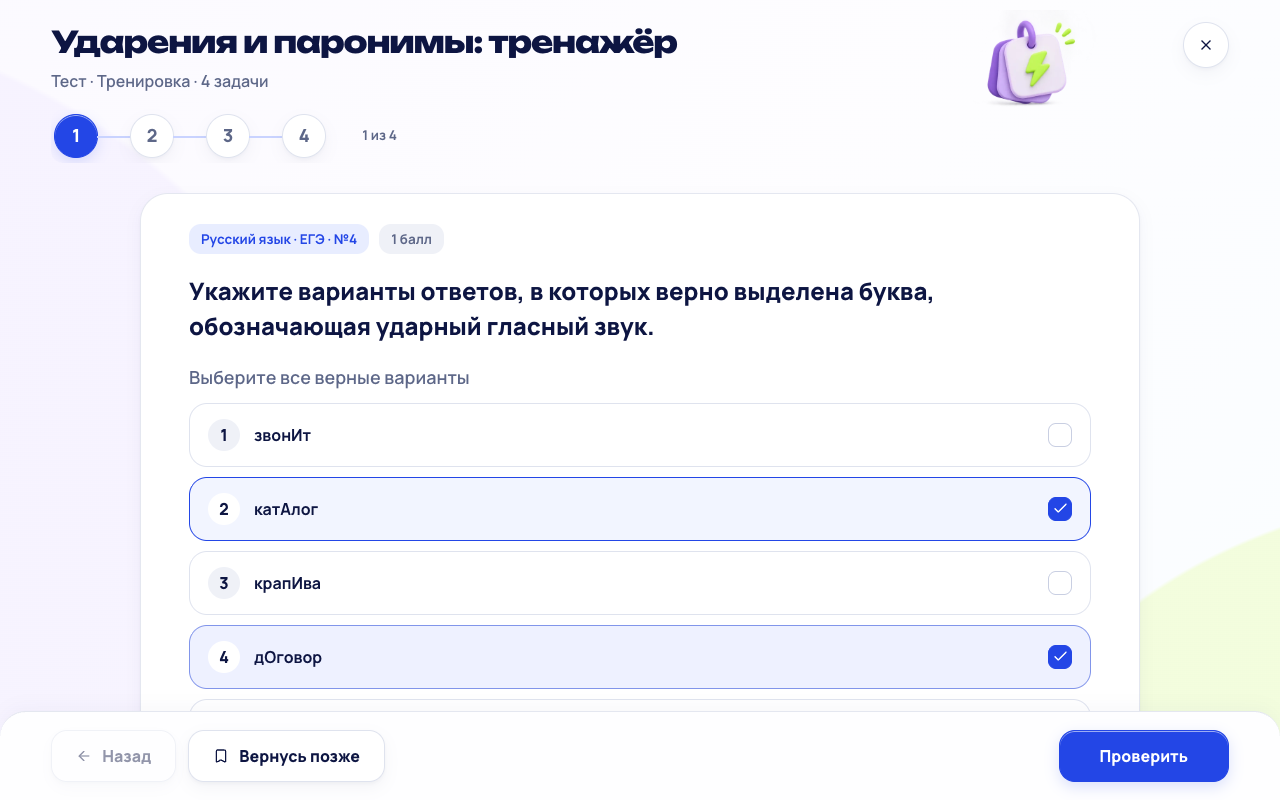 Ударения и паронимы: тренажёр
Тест · Тренировка · 4 задачи
1 2 3 4 1 из 4
Русский язык · ЕГЭ · №4 1 балл
Укажите варианты ответов, в которых верно выделена буква,
обозначающая ударный гласный звук.
Выберите все верные варианты
1 звонИт
2 катАлог
3 крапИва
4 дОговор
Назад Вернусь позже Проверить